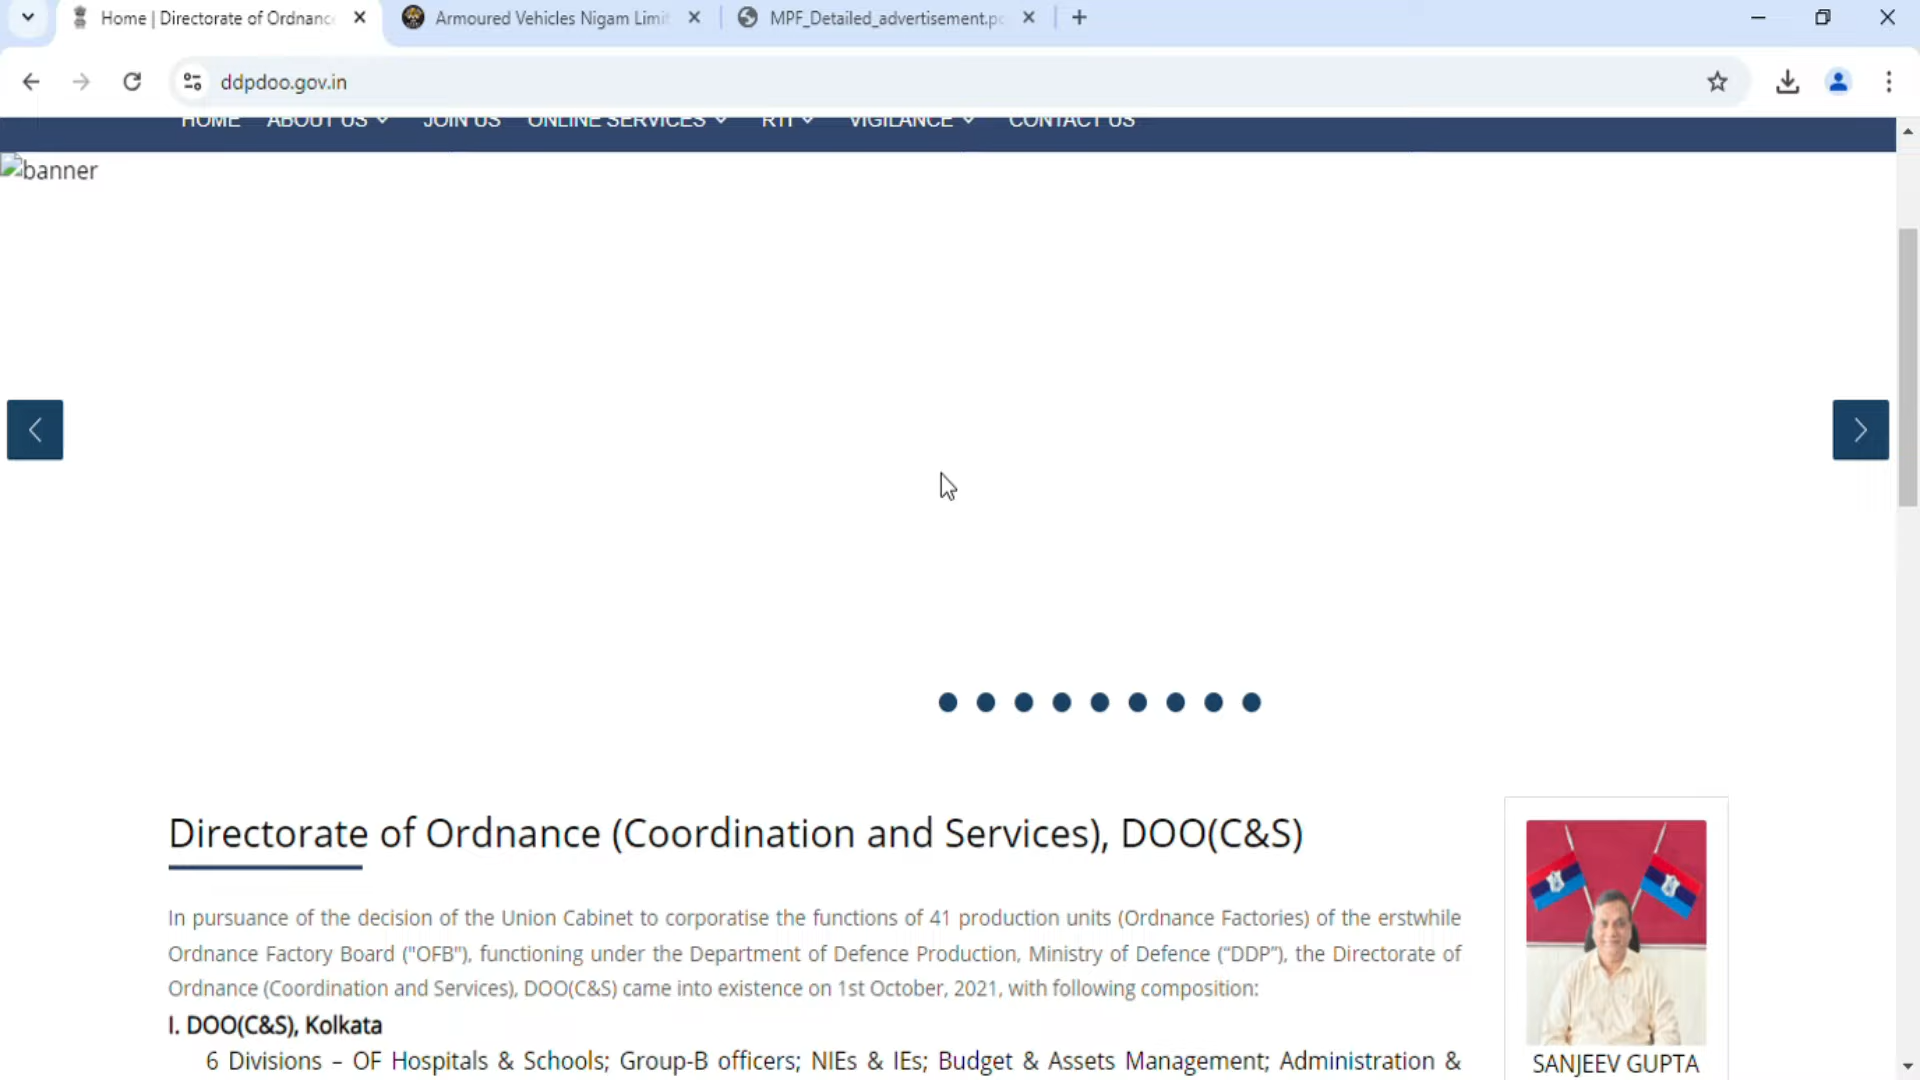 Home | Directorate of Ordnanc
Armoured Vehicles Nigam Limit
MPF_Detailed_advertisement.pc
ddpdoo.gov.in
HOME ABOUT US JOIN US ONLINE SERVICES RTI VIGILANCE CONTACT US
banner
Directorate of Ordnance (Coordination and Services), DOO(C&S)
In pursuance of the decision of the Union Cabinet to corporatise the functions of 41 production units (Ordnance Factories) of the erstwhile
Ordnance Factory Board ("OFB"), functioning under the Department of Defence Production, Ministry of Defence (“DDP”), the Directorate of
Ordnance (Coordination and Services), DOO(C&S) came into existence on 1st October, 2021, with following composition:
I. DOO(C&S), Kolkata
6 Divisions – OF Hospitals & Schools; Group-B officers; NIEs & IEs; Budget & Assets Management; Administration &
SANJEEV GUPTA